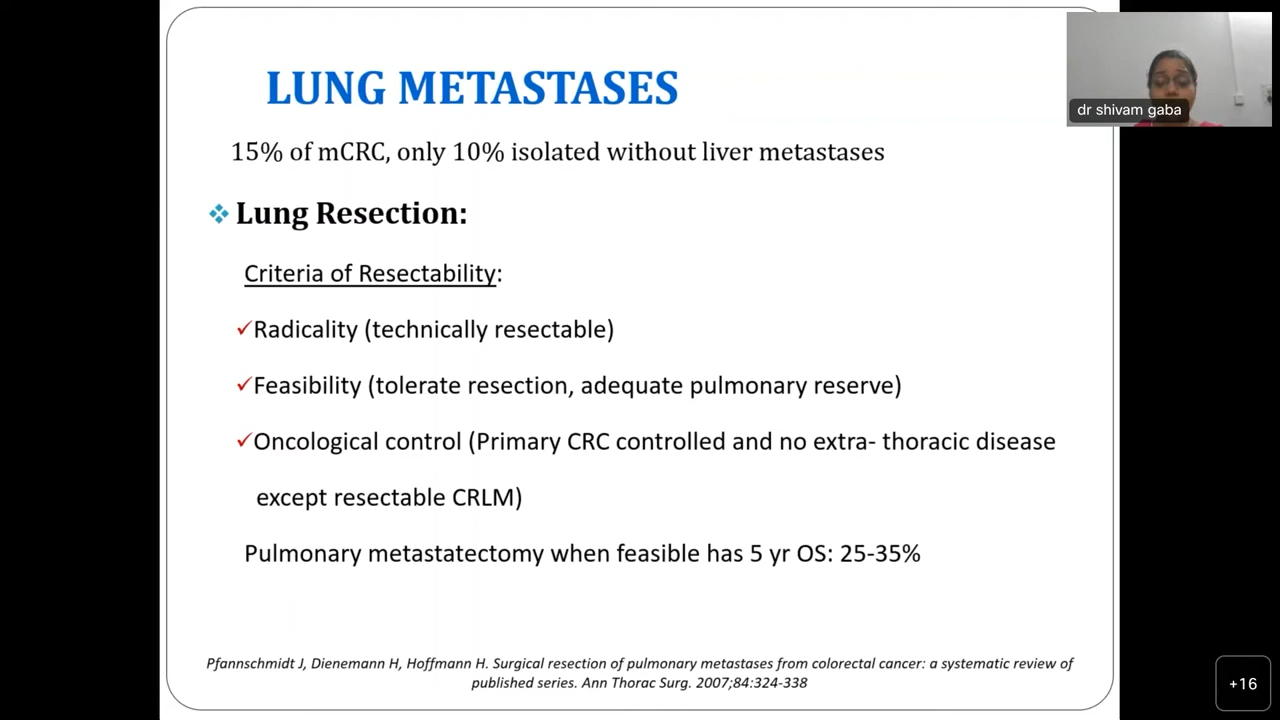 LUNG METASTASES
dr shivam gaba
15% of mCRC, only 10% isolated without liver metastases
Lung Resection:
Criteria of Resectability:
Radicality (technically resectable)
Feasibility (tolerate resection, adequate pulmonary reserve)
Oncological control (Primary CRC controlled and no extra- thoracic disease
except resectable CRLM)
Pulmonary metastatectomy when feasible has 5 yr OS: 25-35%
Pfannschmidt J, Dienemann H, Hoffmann H. Surgical resection of pulmonary metastases from colorectal cancer: a systematic review of
published series. Ann Thorac Surg. 2007;84:324-338
+16